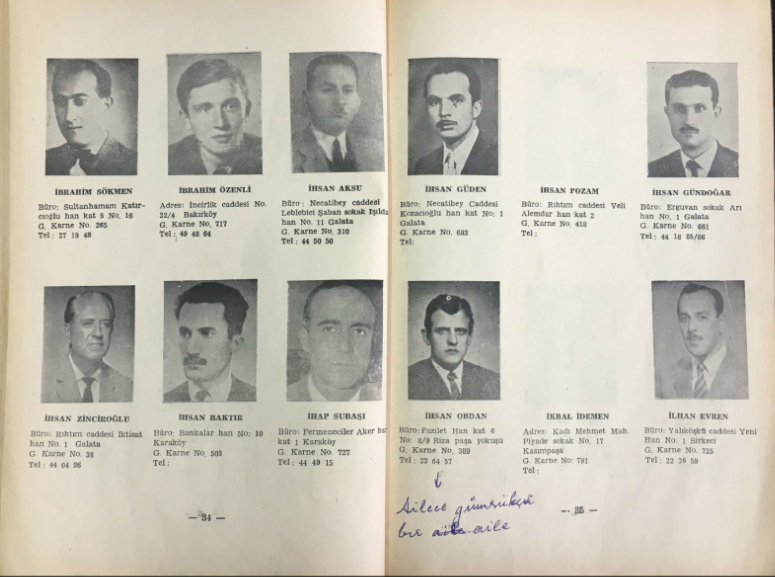 İBRAHİM SÖKMEN
Büro: Sultanhamam Katır-
cıoğlu han kat 5 No. 16
G. Karne No. 265
Tel: 27 19 48
İBRAHİM ÖZENLİ
Adres: İncirlik caddesi No.
22/4 Bakırköy
G. Karne No, 717
Tel: 49 48 64
İHSAN AKSU
Büro; Necatibey caddesi
Leblebici Şaban sokak Işılda
han No. 11 Galata
G. Karne No, 310
Tel: 44 50 50
İHSAN ZİNCİROĞLU
Büro: Rıhtım caddesi İktisat
han No. 1 Galata
G. Karne No. 38
Tel: 44 04 26
İHSAN BAKTIR
Büro: Bankalar han No: 10
Karaköy
G. Karne No, 503
Tel:
İHAP SUBAŞI
Büro: Fermeneciler Aker han
kat 1 Karaköy
G. Karne No. 727
Tel: 44 49 15
— 34 —
İHSAN GÜDEN
Büro: Necatibey Caddesi
Kozacıoğlu han kat No: 1
Galata
G. Karne No, 683
Tel:
İHSAN POZAM
Büro: Rıhtım caddesi Veli
Alemdar han kat 2
G. Karne No. 418
Tel:
İHSAN GÜNDOĞAR
Büro: Erguvan sokak Arı
han No, 1 Galata
G. Karne No. 661
Tel: 44 18 85/86
İHSAN OBDAN
Büro: Fazilet Han kat 6
No: 8/9 Rıza paşa yokuşu
G, Karne No, 389
Tel: 22 64 57
İKBAL İDEMEN
Adres: Kadı Mehmet Mah.
Piyade sokak No. 17
Kasımpaşa
G. Karne No: 791
Tel:
İLHAN EVREN
Büro: Yalıköşkü caddesi Yeni
Han No. 1 Sirkeci
G. Karne No. 725
Tel: 22 36 59
Ailece gümrükçü
bir aile
— 35 —